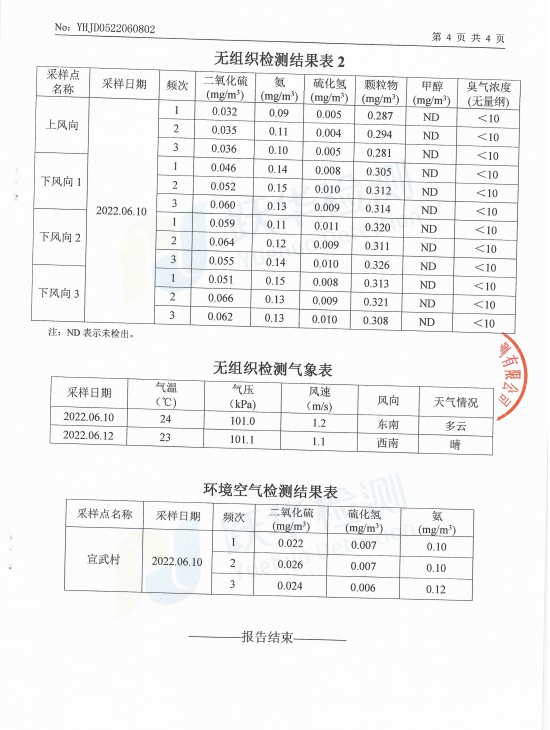 No: YHJD0522060802
第 4 页 共 4 页
无组织检测结果表 2
采样点名称 采样日期 频次 二氧化硫(mg/m³) 氨(mg/m³) 硫化氢(mg/m³) 颗粒物(mg/m³) 甲醇(mg/m³) 臭气浓度(无量纲)
上风向 2022.06.10 1 0.032 0.09 0.005 0.287 ND ＜10
2 0.035 0.11 0.004 0.294 ND ＜10
3 0.036 0.10 0.005 0.281 ND ＜10
下风向 1 1 0.046 0.14 0.008 0.305 ND ＜10
2 0.052 0.15 0.010 0.312 ND ＜10
3 0.060 0.13 0.009 0.314 ND ＜10
下风向 2 1 0.059 0.11 0.011 0.320 ND ＜10
2 0.064 0.12 0.009 0.311 ND ＜10
3 0.055 0.14 0.010 0.326 ND ＜10
下风向 3 1 0.051 0.15 0.008 0.313 ND ＜10
2 0.066 0.13 0.009 0.321 ND ＜10
3 0.062 0.13 0.010 0.308 ND ＜10
注：ND 表示未检出。
测有限公司
无组织检测气象表
采样日期 气温（℃） 气压(kPa) 风速(m/s) 风向 天气情况
2022.06.10 24 101.0 1.2 东南 多云
2022.06.12 23 101.1 1.1 西南 晴
环境空气检测结果表
采样点名称 采样日期 频次 二氧化硫(mg/m³) 硫化氢(mg/m³) 氨(mg/m³)
宣武村 2022.06.10 1 0.022 0.007 0.10
2 0.026 0.007 0.10
3 0.024 0.006 0.12
————报告结束————